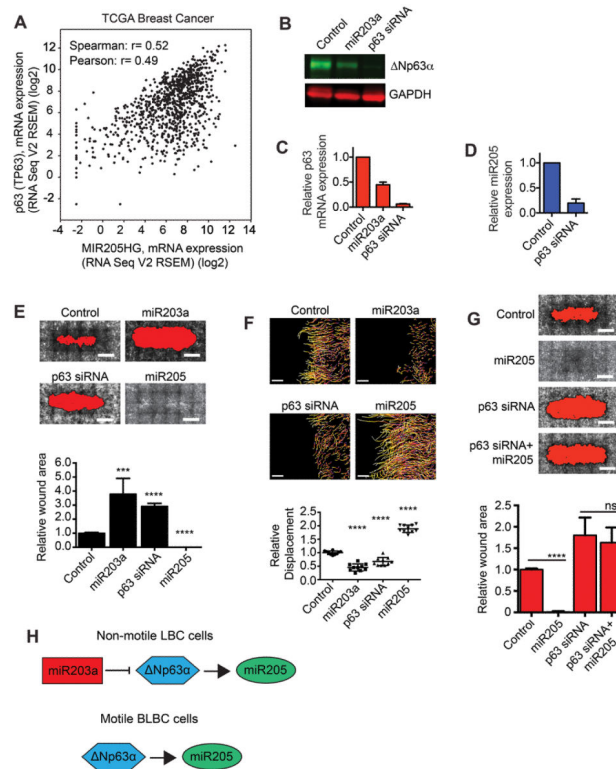 A
TCGA Breast Cancer
Spearman: r= 0.52
Pearson: r= 0.49
p63 (TP63), mRNA expression
(RNA Seq V2 RSEM) (log2)
12
10
8
6
4
2
0
-2
-2 0 2 4 6 8 10 12 14
MIR205HG, mRNA expression
(RNA Seq V2 RSEM) (log2)
B
Control
miR203a
p63 siRNA
ΔNp63α
GAPDH
C
Relative p63
mRNA expression
1.0
0.5
0.0
Control
miR203a
p63 siRNA
D
Relative miR205
expression
1.0
0.5
0.0
Control
p63 siRNA
E
Control
miR203a
p63 siRNA
miR205
Relative wound area
6.0
5.0
4.0
3.0
2.0
1.0
0
***
****
****
Control
miR203a
p63 siRNA
miR205
F
Control
miR203a
p63 siRNA
miR205
Relative
Displacement
2.5
2.0
1.5
1.0
0.5
0.0
****
****
****
Control
miR203a
p63 siRNA
miR205
G
Control
miR205
p63 siRNA
p63 siRNA+
miR205
Relative wound area
2.5
2.0
1.5
1.0
0.5
0.0
****
ns
Control
miR205
p63 siRNA
p63 siRNA+
miR205
H
Non-motile LBC cells
miR203a
ΔNp63α
miR205
Motile BLBC cells
ΔNp63α
miR205